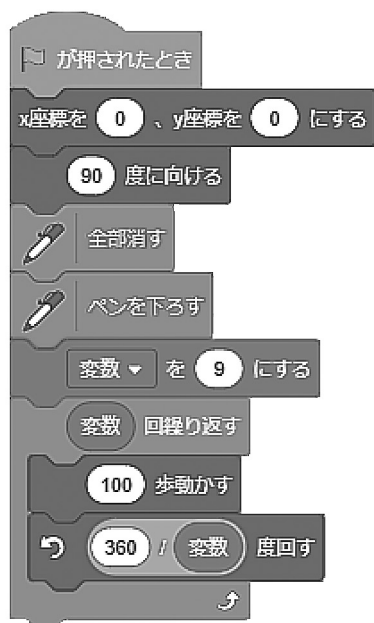 が押されたとき
x座標を 0 、y座標を 0 にする
90 度に向ける
全部消す
ペンを下ろす
変数 を 9 にする
変数 回繰り返す
100 歩動かす
360 / 変数 度回す